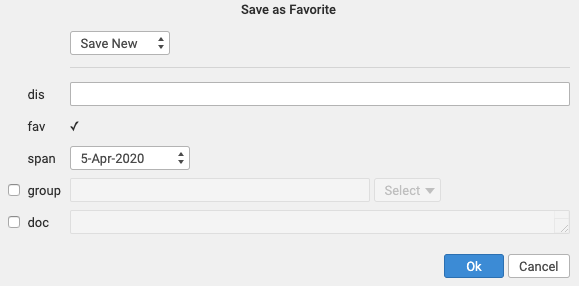 Save as Favorite
Save New
dis
fav ✓
span 5-Apr-2020
group Select
doc
Ok Cancel